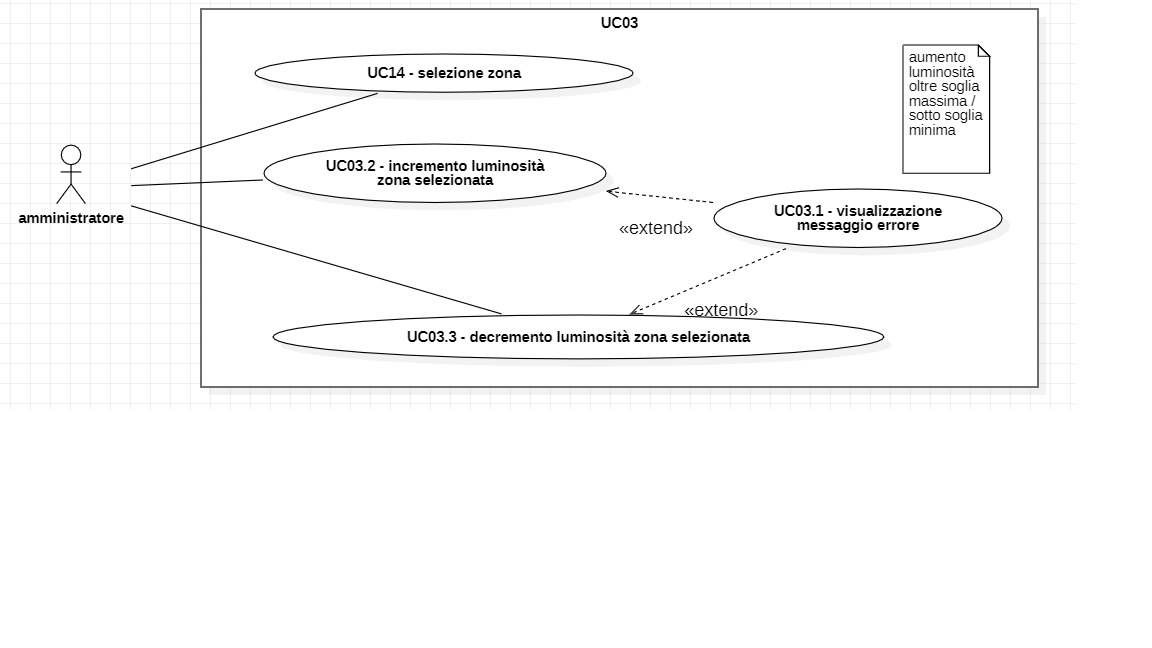 UC03
UC14 - selezione zona
aumento
luminosità
oltre soglia
massima /
sotto soglia
minima
UC03.2 - incremento luminosità
zona selezionata
amministratore
UC03.1 - visualizzazione
messaggio errore
«extend»
«extend»
UC03.3 - decremento luminosità zona selezionata